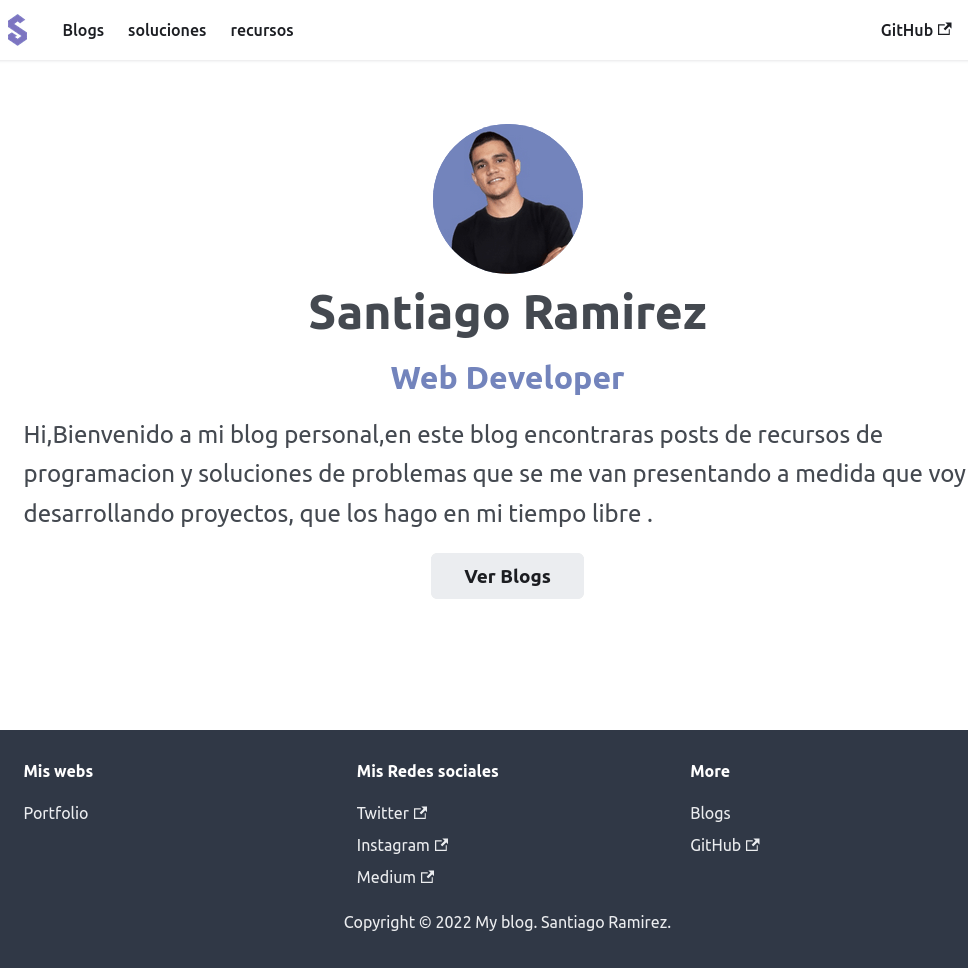 Blogs soluciones recursos GitHub
Santiago Ramirez
Web Developer
Hi,Bienvenido a mi blog personal,en este blog encontraras posts de recursos de
programacion y soluciones de problemas que se me van presentando a medida que voy
desarrollando proyectos, que los hago en mi tiempo libre .
Ver Blogs
Mis webs
Portfolio
Mis Redes sociales
Twitter
Instagram
Medium
More
Blogs
GitHub
Copyright © 2022 My blog. Santiago Ramirez.